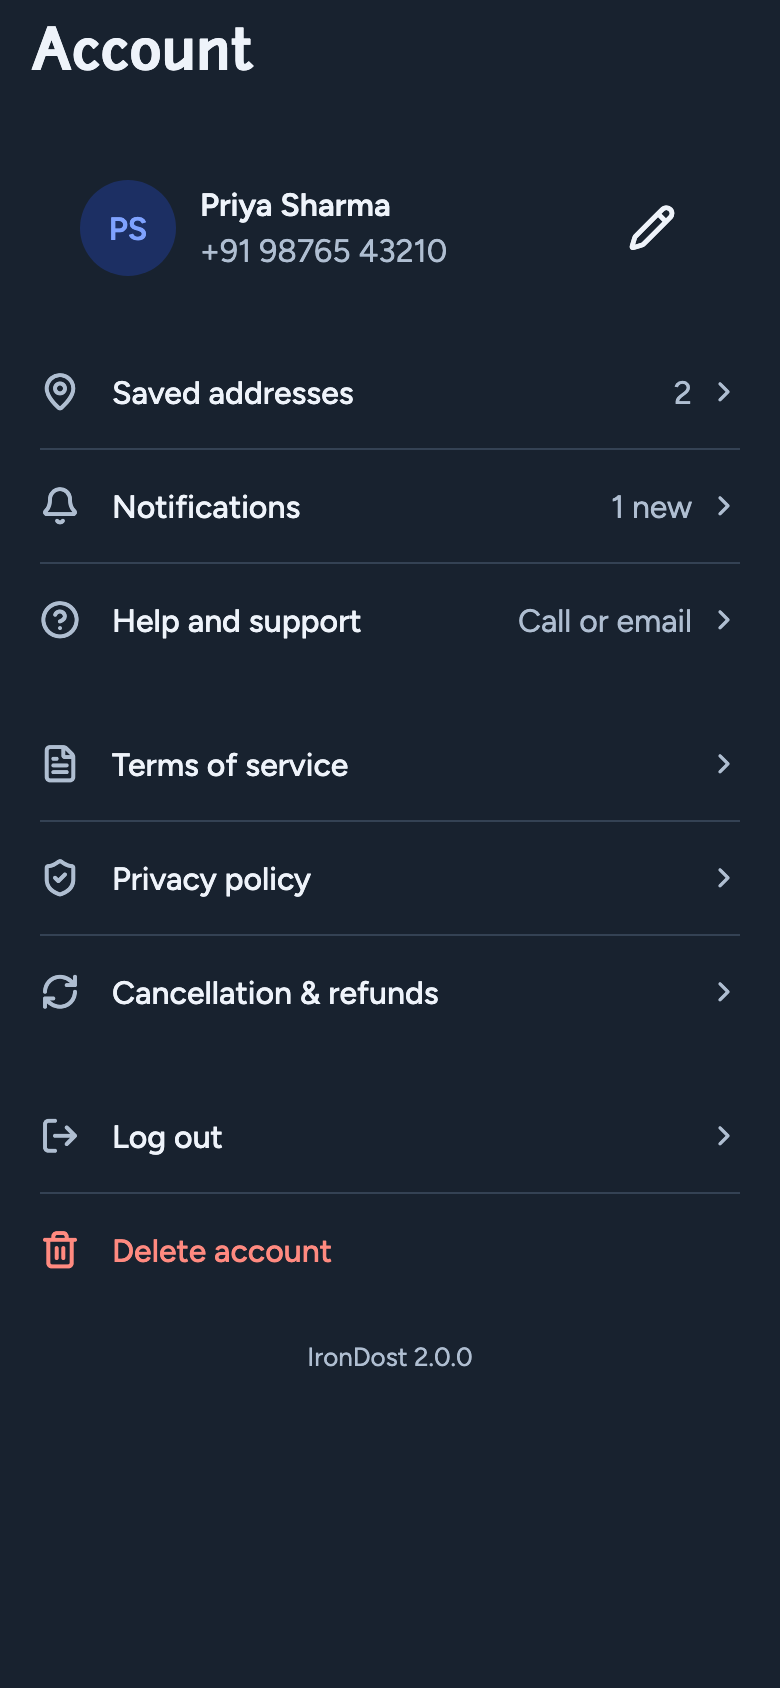 Account
PS
Priya Sharma
+91 98765 43210
Saved addresses 2
Notifications 1 new
Help and support Call or email
Terms of service
Privacy policy
Cancellation & refunds
Log out
Delete account
IronDost 2.0.0